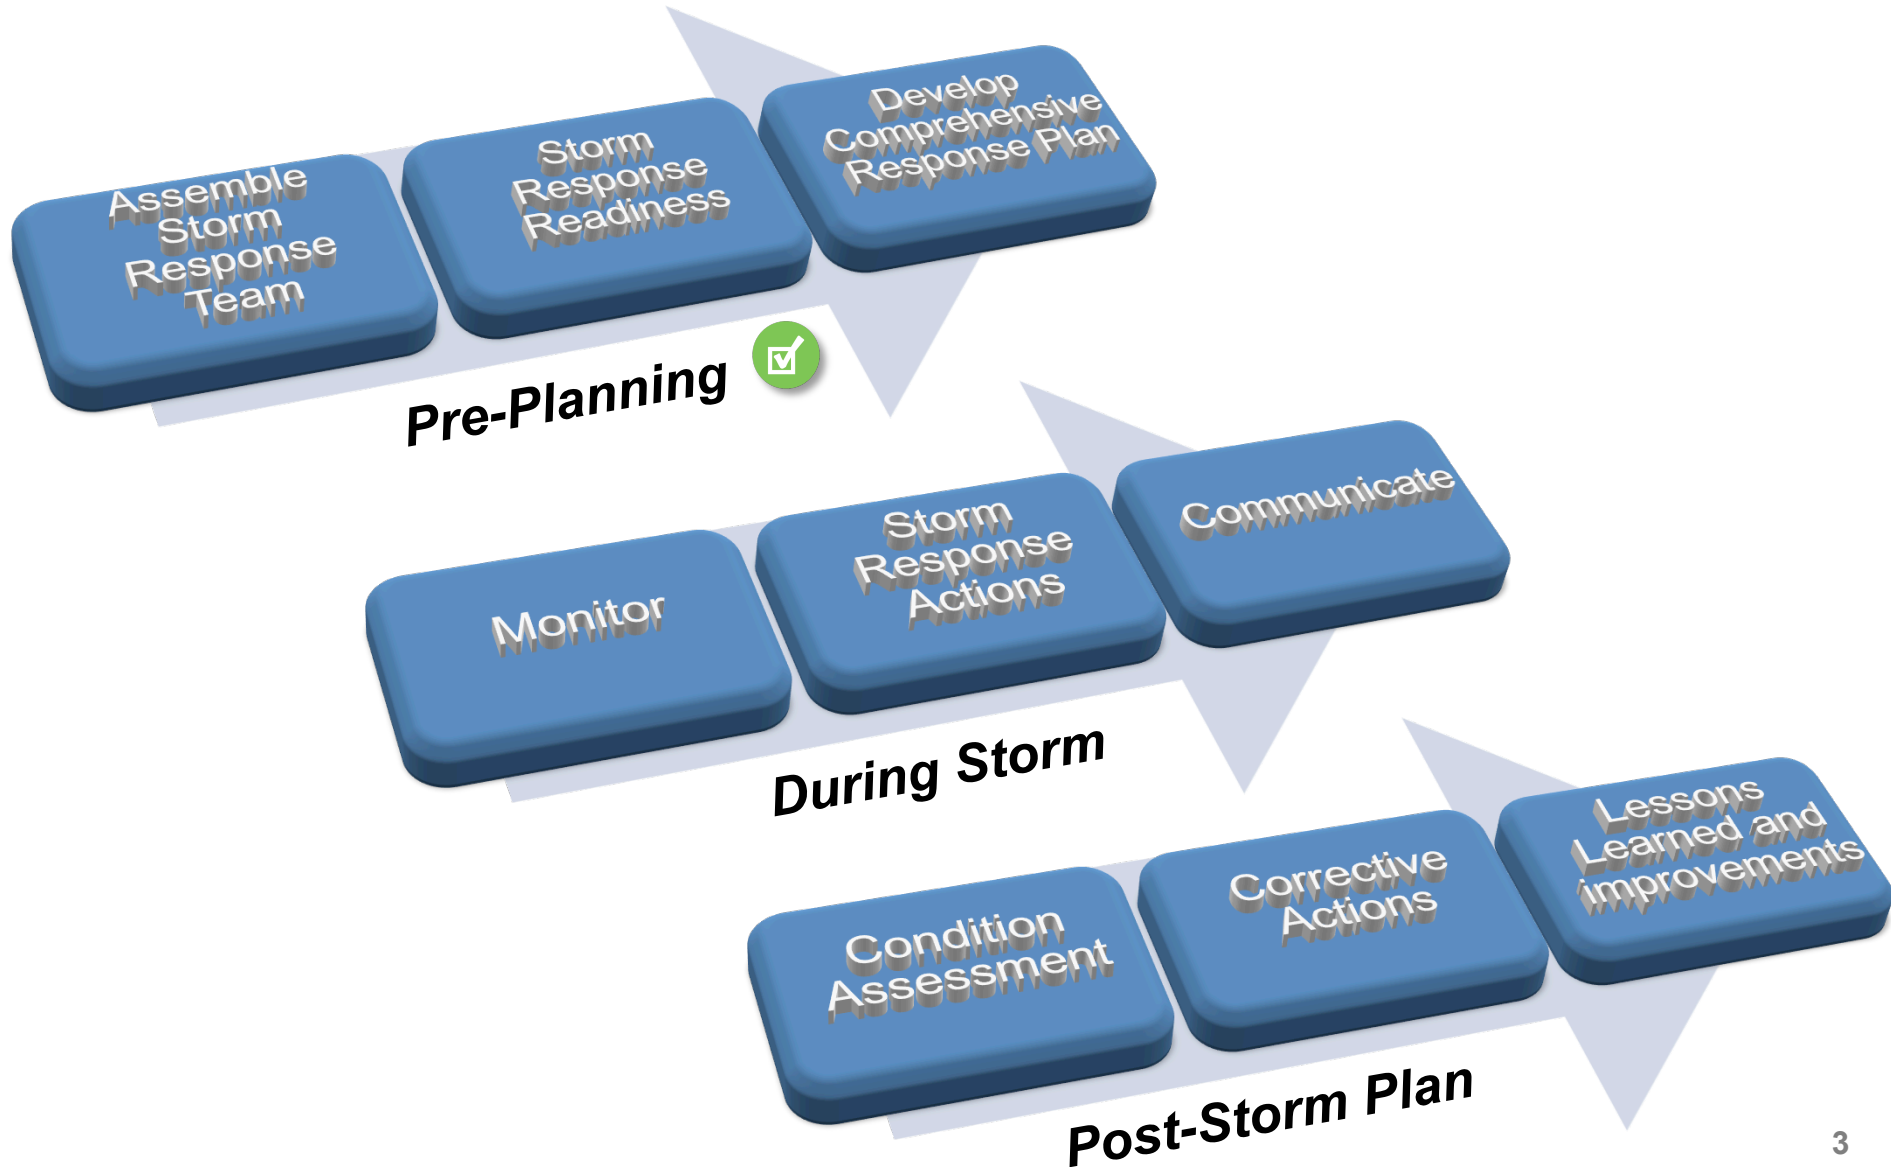 Assemble
Storm
Response
Team
Storm
Response
Readiness
Develop
Comprehensive
Response Plan
Pre-Planning
Monitor
Storm
Response
Actions
Communicate
During Storm
Condition
Assessment
Corrective
Actions
Lessons
Learned and
improvements
Post-Storm Plan
3